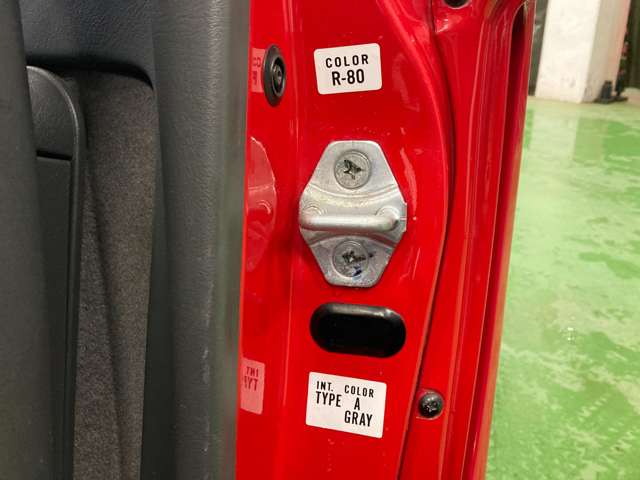 COLOR
R-80
INT. COLOR
TYPE A
GRAY